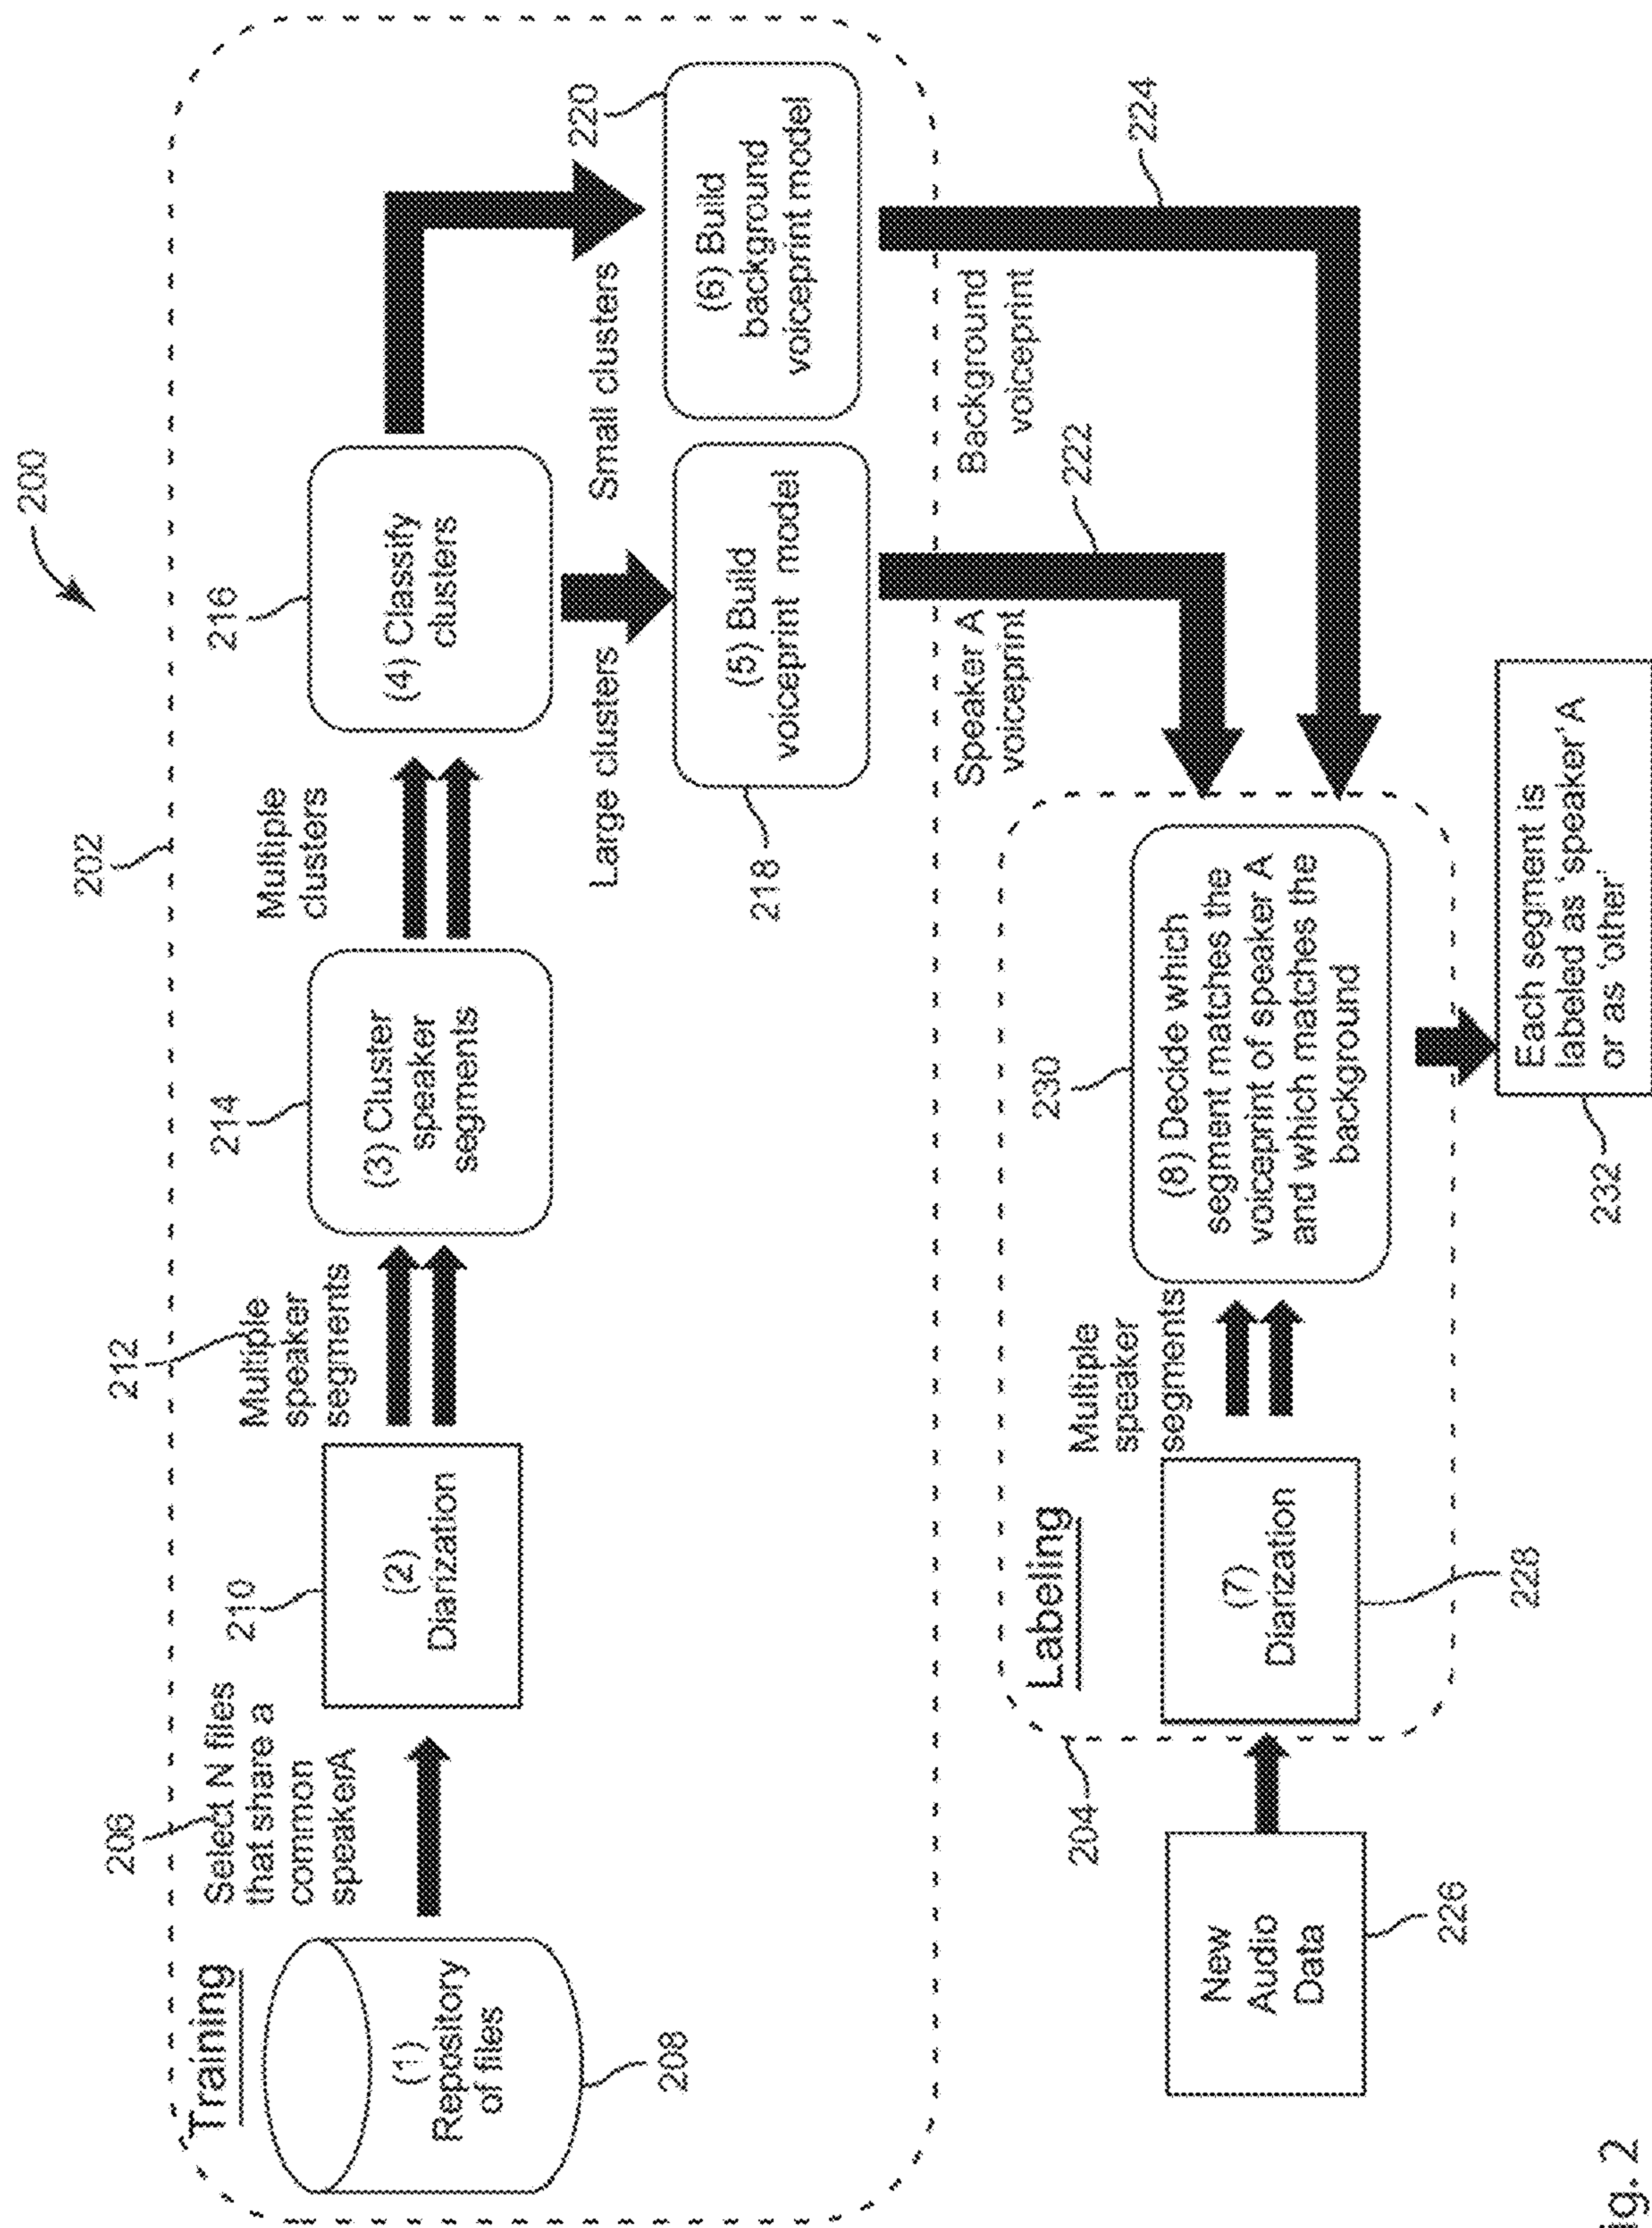 200
202
Training
206
Select N files
that share a
common
speakerA
(1)
Repository
of files
208
210
(2)
Diarization
212
Multiple
speaker
segments
214
(3) Cluster
speaker
segments
Multiple
clusters
216
(4) Classify
clusters
Large clusters
Small clusters
218
(5) Build
voiceprint model
220
(6) Build
background
voiceprint model
Speaker A
voiceprint
222
Background
voiceprint
224
Labeling
204
New
Audio
Data
226
(7)
Diarization
228
Multiple
speaker
segments
230
(8) Decide which
segment matches the
voiceprint of speaker A
and which matches the
background
Each segment is
labeled as 'speaker' A
or as 'other'
232
ig. 2